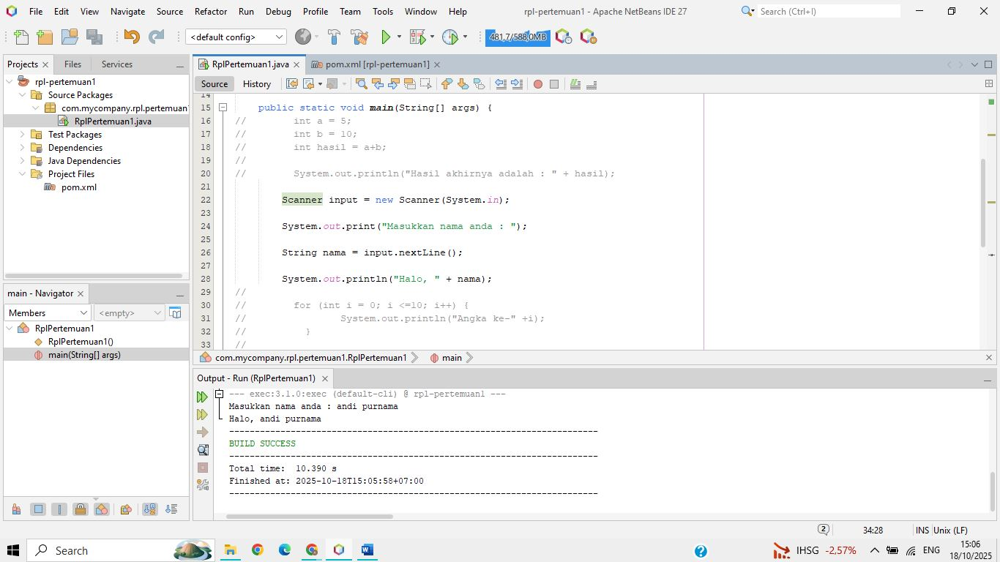 File Edit View Navigate Source Refactor Run Debug Profile Team Tools Window Help rpl-pertemuan1 - Apache NetBeans IDE 27 Search (Ctrl+I)
<default config> 481,7/588,0MB
Projects Files Services
rpl-pertemuan1
Source Packages
com.mycompany.rpl.pertemuan
RplPertemuan1.java
Test Packages
Dependencies
Java Dependencies
Project Files
pom.xml
main - Navigator
Members <empty>
RplPertemuan1
RplPertemuan1()
main(String[] args)
RplPertemuan1.java pom.xml [rpl-pertemuan1]
Source History
14
15 public static void main(String[] args) {
16 // int a = 5;
17 // int b = 10;
18 // int hasil = a+b;
19 //
20 // System.out.println("Hasil akhirnya adalah : " + hasil);
21
22 Scanner input = new Scanner(System.in);
23
24 System.out.print("Masukkan nama anda : ");
25
26 String nama = input.nextLine();
27
28 System.out.println("Halo, " + nama);
29 //
30 // for (int i = 0; i <=10; i++) {
31 // System.out.println("Angka ke-" +i);
32 // }
33 //
com.mycompany.rpl.pertemuan1.RplPertemuan1 main
Output - Run (RplPertemuan1)
--- exec:3.1.0:exec (default-cli) @ rpl-pertemuan1 ---
Masukkan nama anda : andi purnama
Halo, andi purnama
------------------------------------------------------------------------
BUILD SUCCESS
------------------------------------------------------------------------
Total time:  10.390 s
Finished at: 2025-10-18T15:05:58+07:00
------------------------------------------------------------------------
2 34:28 INS Unix (LF)
Search IHSG -2,57% ENG 15:06
18/10/2025